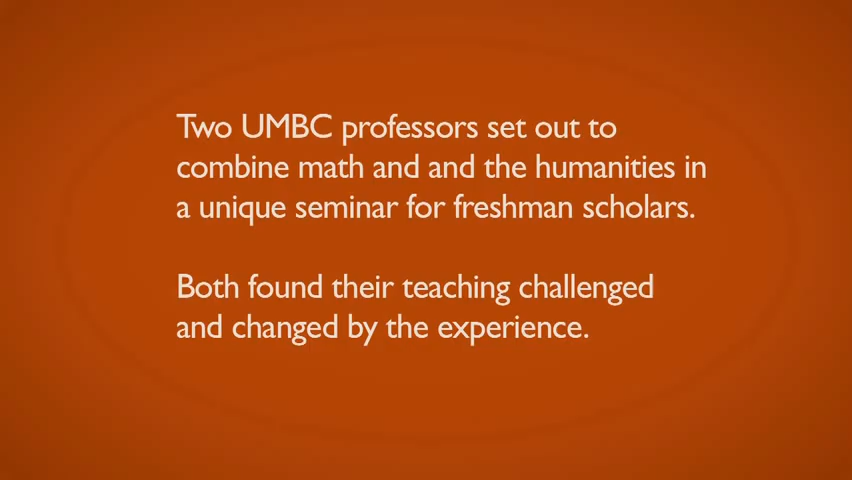 Two UMBC professors set out to
combine math and and the humanities in
a unique seminar for freshman scholars.
Both found their teaching challenged
and changed by the experience.